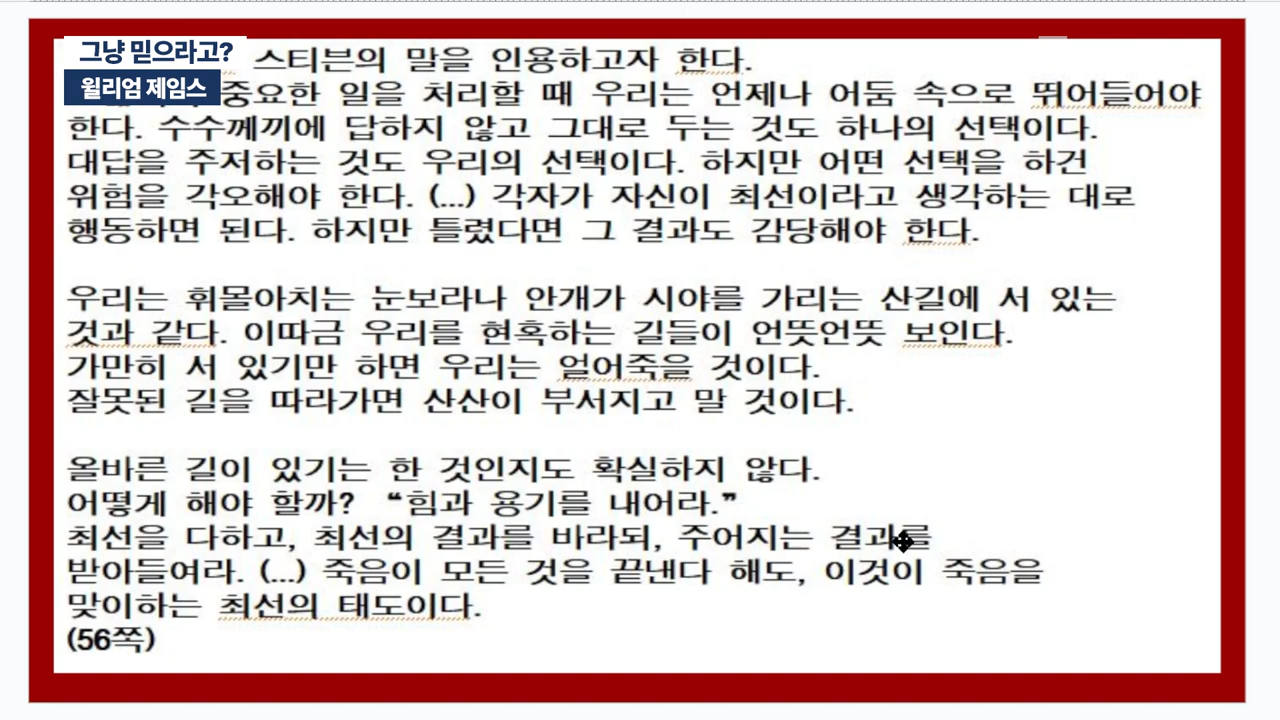 그냥 믿으라고?
윌리엄 제임스
스티븐의 말을 인용하고자 한다.
중요한 일을 처리할 때 우리는 언제나 어둠 속으로 뛰어들어야
한다. 수수께끼에 답하지 않고 그대로 두는 것도 하나의 선택이다.
대답을 주저하는 것도 우리의 선택이다. 하지만 어떤 선택을 하건
위험을 각오해야 한다. (...) 각자가 자신이 최선이라고 생각하는 대로
행동하면 된다. 하지만 틀렸다면 그 결과도 감당해야 한다.
우리는 휘몰아치는 눈보라나 안개가 시야를 가리는 산길에 서 있는
것과 같다. 이따금 우리를 현혹하는 길들이 언뜻언뜻 보인다.
가만히 서 있기만 하면 우리는 얼어죽을 것이다.
잘못된 길을 따라가면 산산이 부서지고 말 것이다.
올바른 길이 있기는 한 것인지도 확실하지 않다.
어떻게 해야 할까? “힘과 용기를 내어라.”
최선을 다하고, 최선의 결과를 바라되, 주어지는 결과를
받아들여라. (...) 죽음이 모든 것을 끝낸다 해도, 이것이 죽음을
맞이하는 최선의 태도이다.
(56쪽)